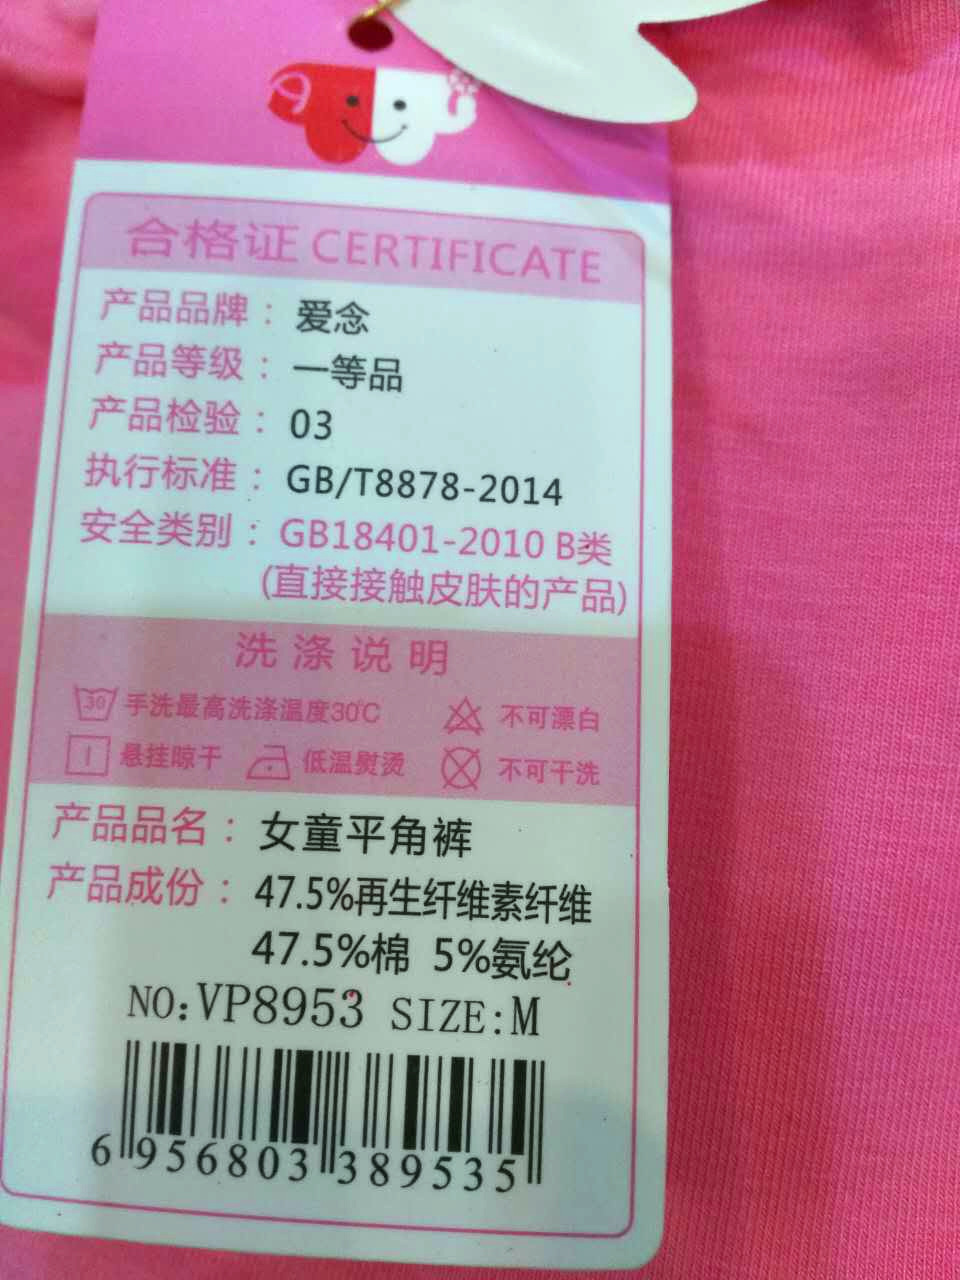 合格证 CERTIFICATE
产品品牌：爱念
产品等级：一等品
产品检验：03
执行标准：GB/T8878-2014
安全类别：GB18401-2010 B类
(直接接触皮肤的产品)
洗涤说明
30 手洗最高洗涤温度30℃ 不可漂白
悬挂晾干 低温熨烫 不可干洗
产品品名：女童平角裤
产品成份：47.5%再生纤维素纤维
47.5%棉 5%氨纶
NO:VP8953 SIZE:M
6 956803 389535